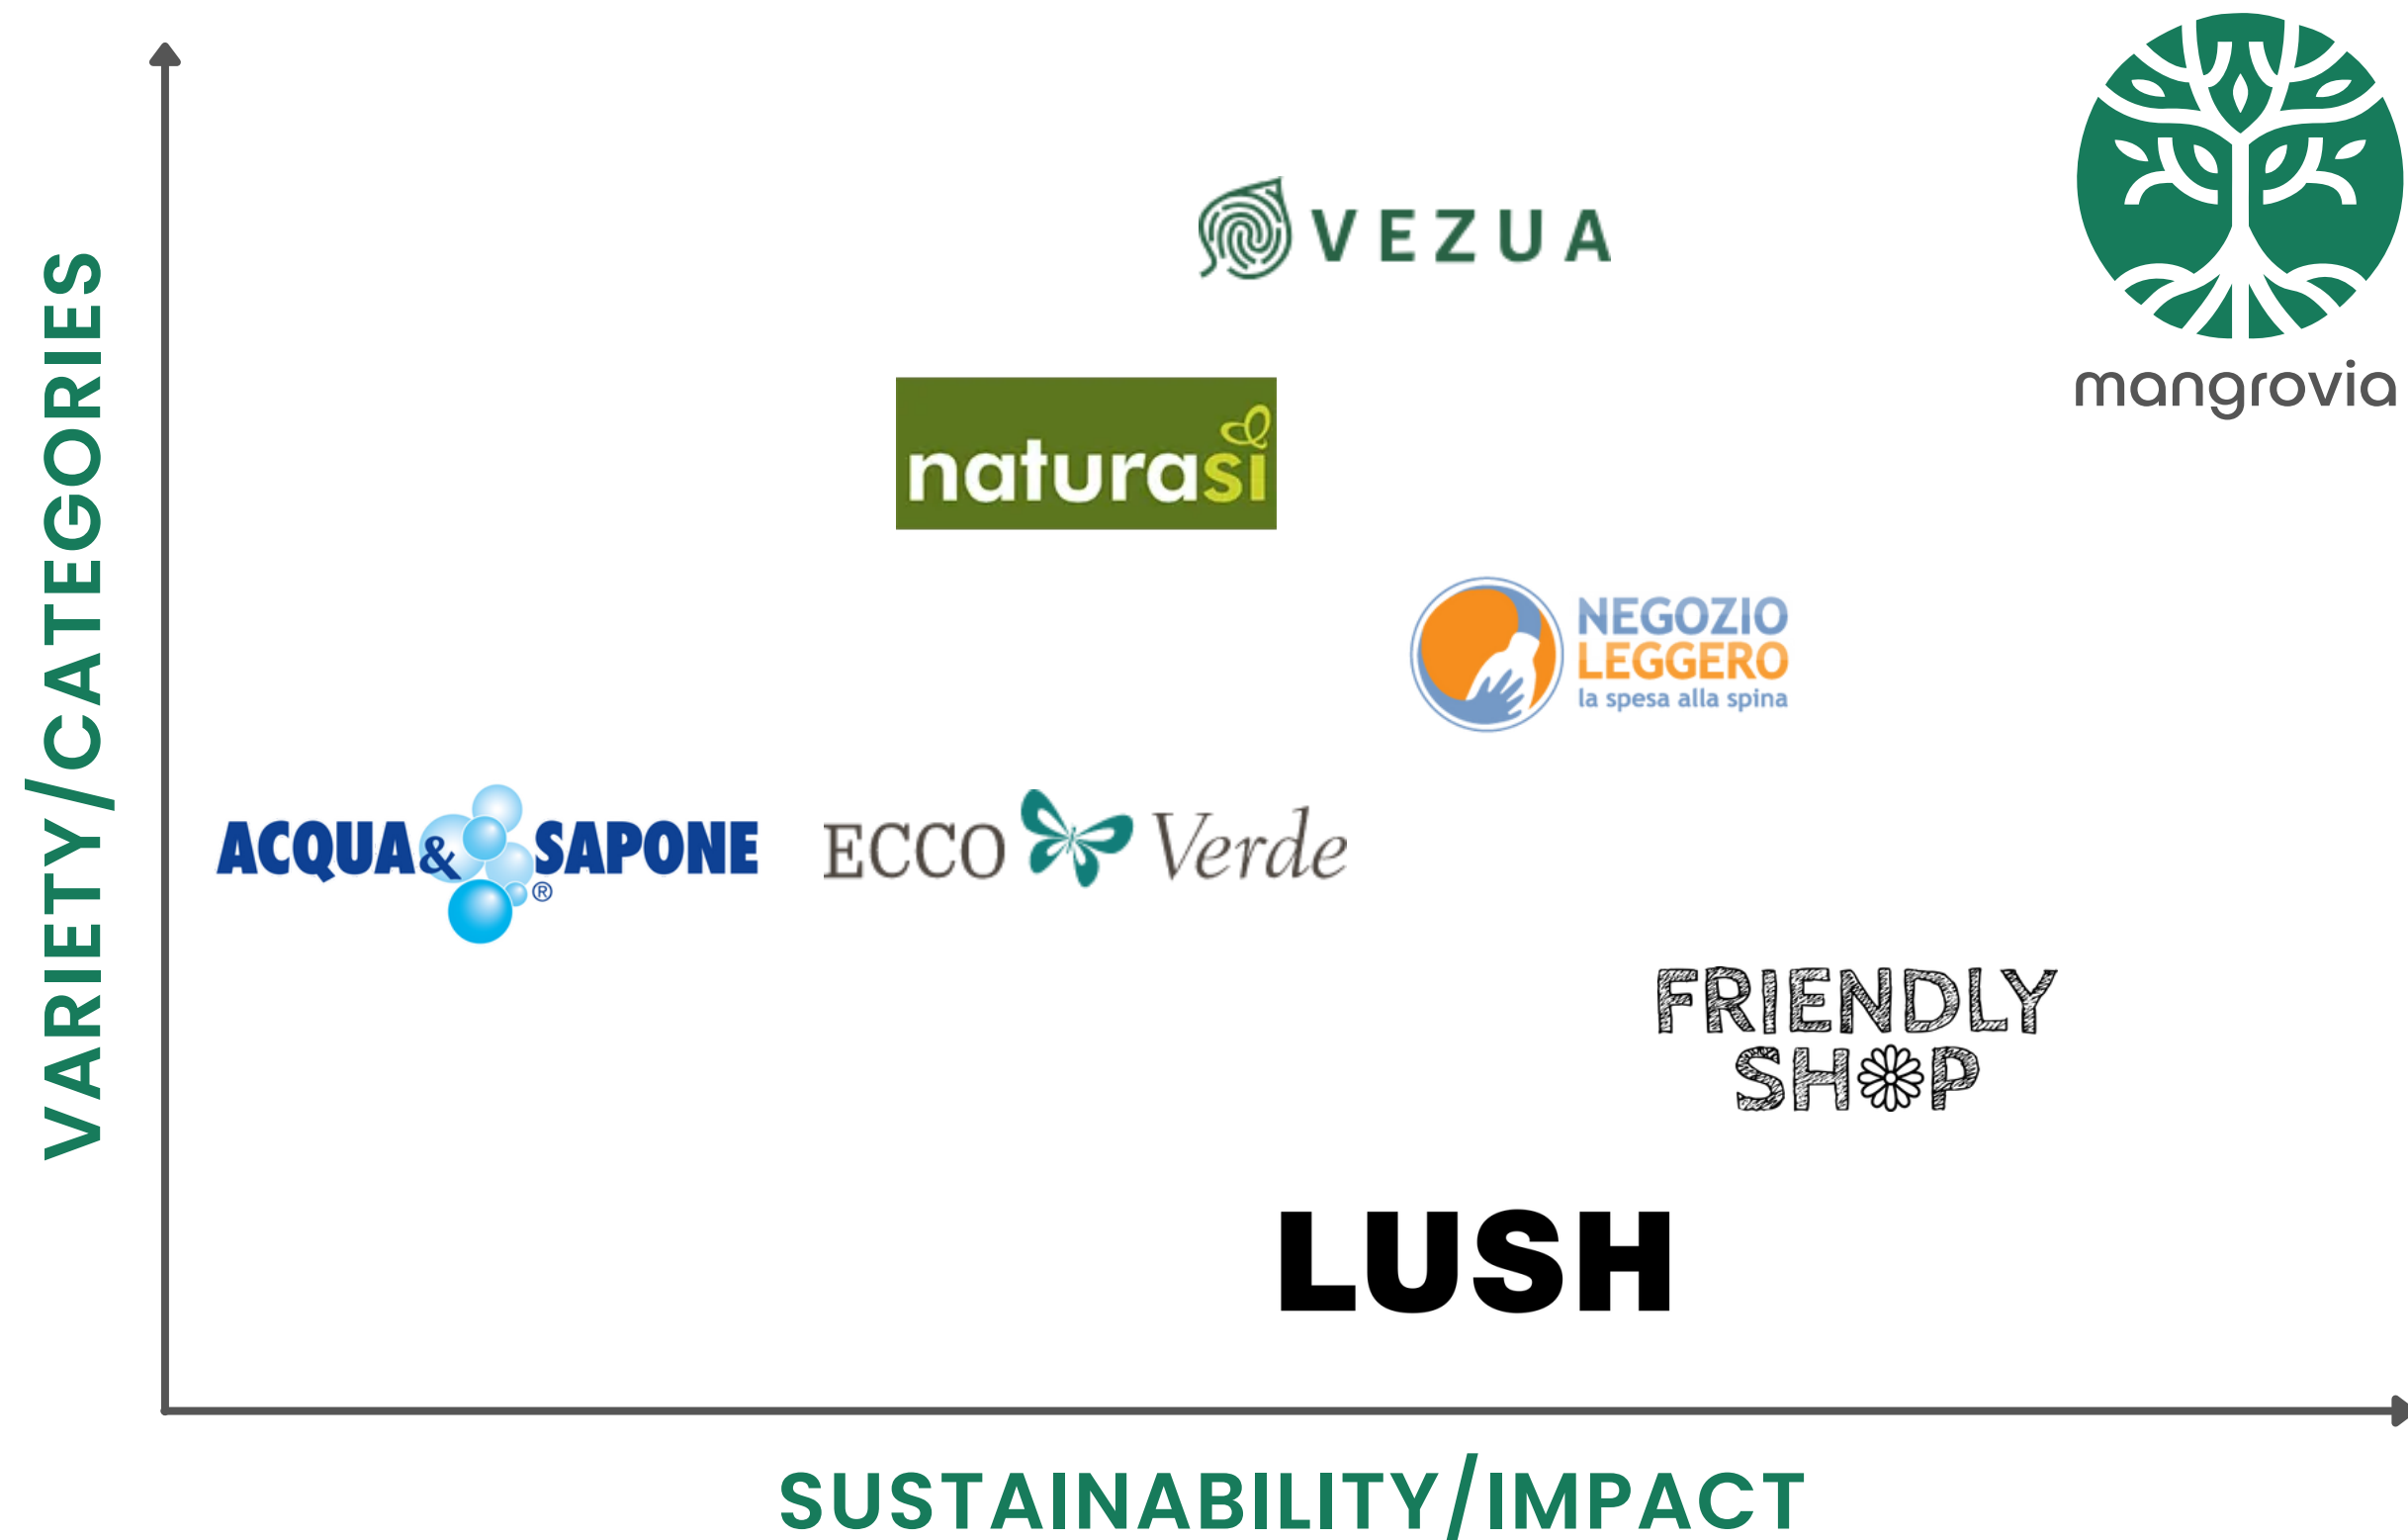 VARIETY/CATEGORIES
VEZUA
mangrovia
naturasì
NEGOZIO
LEGGERO
la spesa alla spina
ACQUA & SAPONE ®
ECCO Verde
FRIENDLY
SHOP
LUSH
SUSTAINABILITY/IMPACT